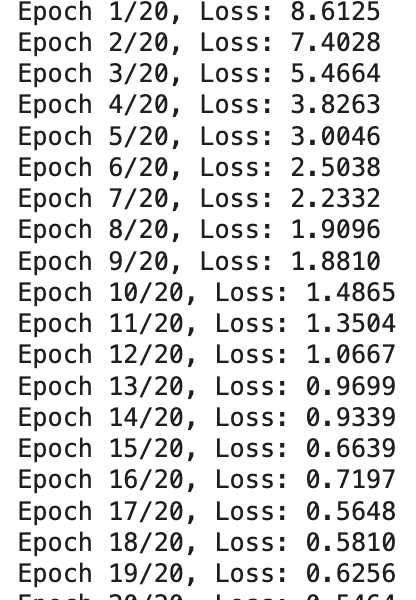 Epoch 1/20, Loss: 8.6125
Epoch 2/20, Loss: 7.4028
Epoch 3/20, Loss: 5.4664
Epoch 4/20, Loss: 3.8263
Epoch 5/20, Loss: 3.0046
Epoch 6/20, Loss: 2.5038
Epoch 7/20, Loss: 2.2332
Epoch 8/20, Loss: 1.9096
Epoch 9/20, Loss: 1.8810
Epoch 10/20, Loss: 1.4865
Epoch 11/20, Loss: 1.3504
Epoch 12/20, Loss: 1.0667
Epoch 13/20, Loss: 0.9699
Epoch 14/20, Loss: 0.9339
Epoch 15/20, Loss: 0.6639
Epoch 16/20, Loss: 0.7197
Epoch 17/20, Loss: 0.5648
Epoch 18/20, Loss: 0.5810
Epoch 19/20, Loss: 0.6256